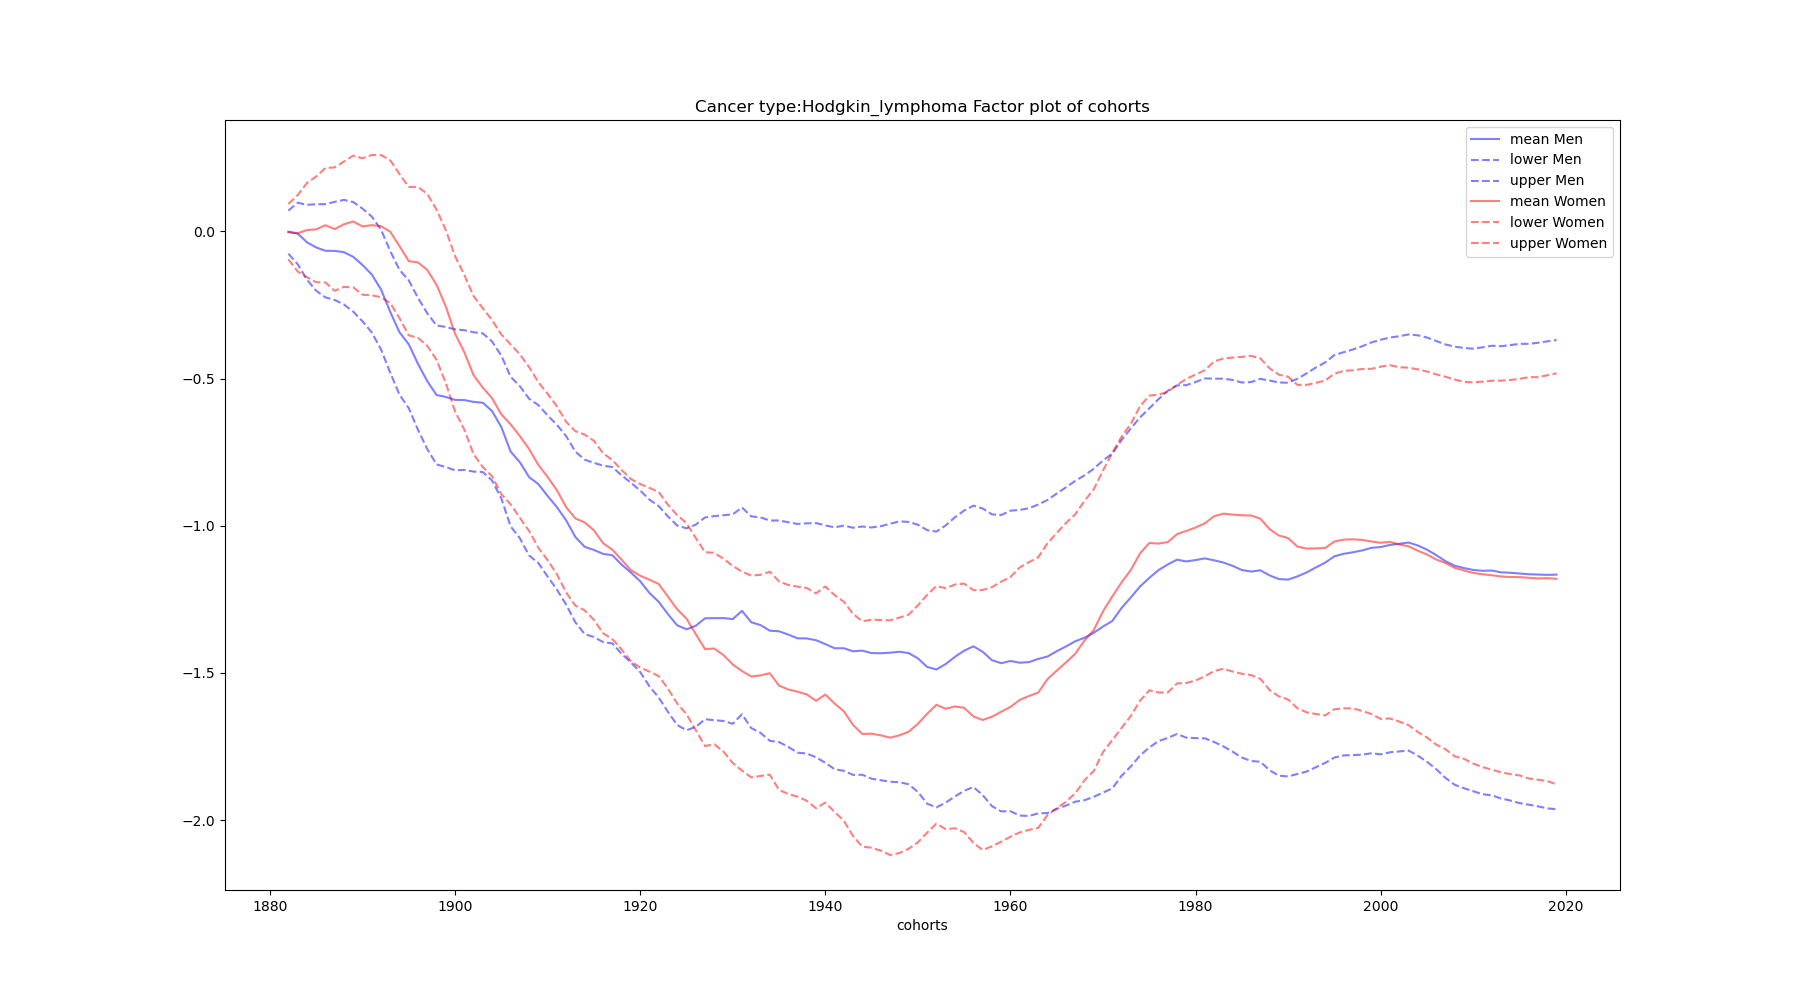 Cancer type:Hodgkin_lymphoma Factor plot of cohorts
mean Men
lower Men
upper Men
mean Women
lower Women
upper Women
0.0
−0.5
−1.0
−1.5
−2.0
1880 1900 1920 1940 1960 1980 2000 2020
cohorts